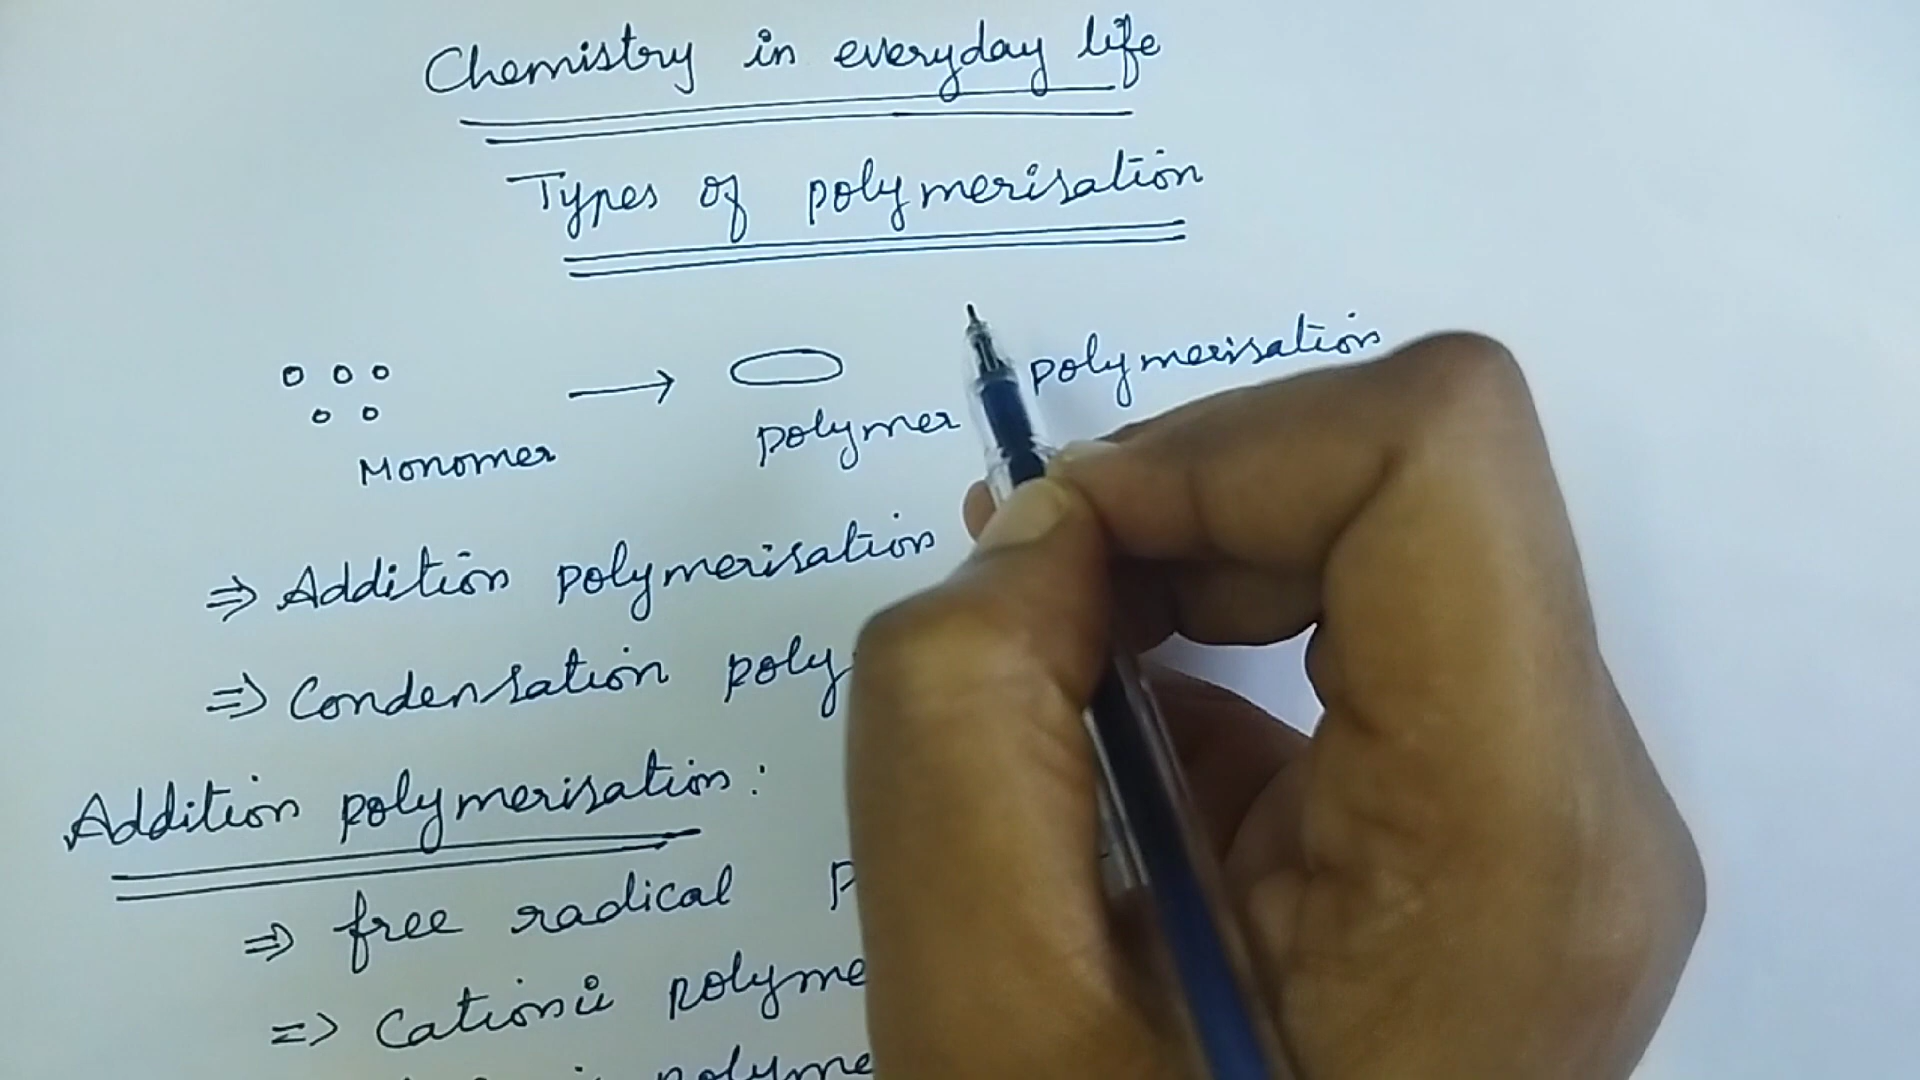 Chemistry in everyday life
Types of polymerisation
polymerisation
Monomer → polymer
⇒ Addition polymerisation
⇒ Condensation poly
Addition polymerisation:
⇒ free radical p
⇒ Cationic polyme
polyme